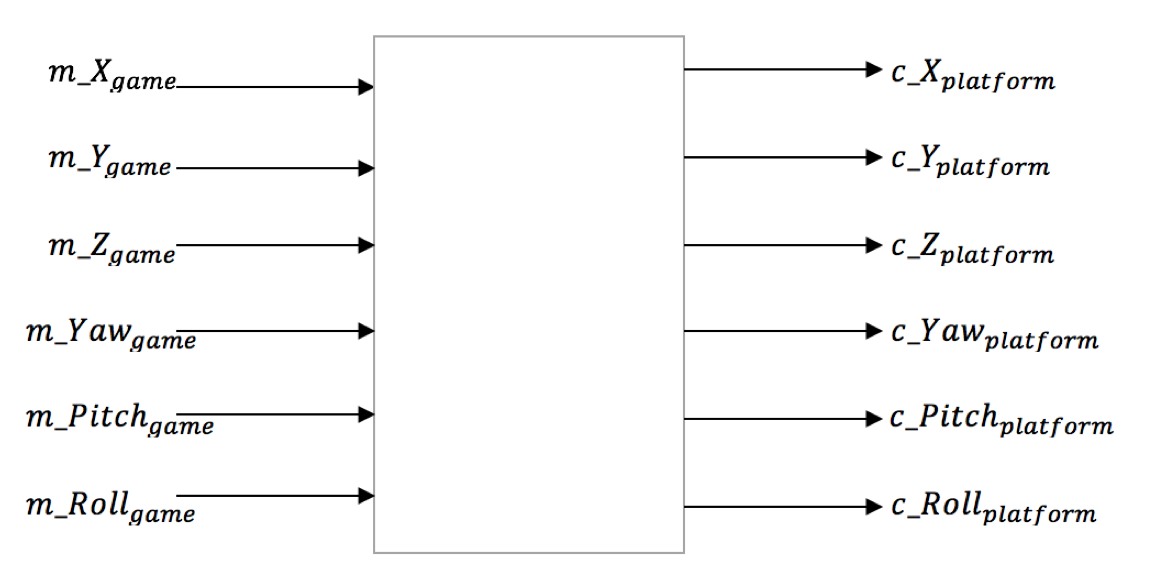 m_X_game
c_X_platform
m_Y_game
c_Y_platform
m_Z_game
c_Z_platform
m_Yaw_game
c_Yaw_platform
m_Pitch_game
c_Pitch_platform
m_Roll_game
c_Roll_platform